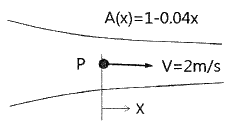 A(x)=1-0.04x
P
V=2m/s
X